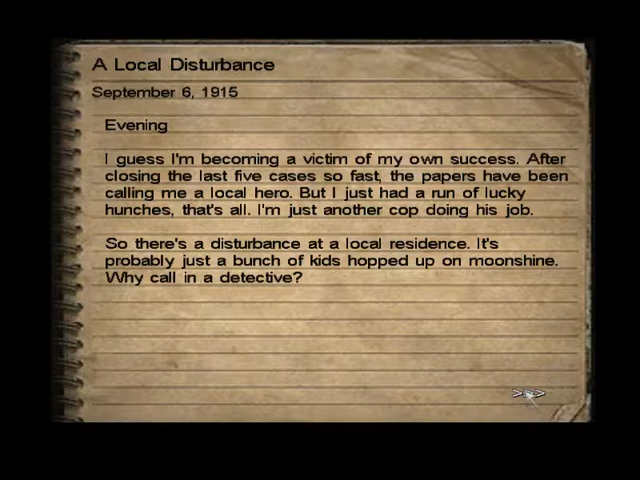 A Local Disturbance
September 6, 1915
Evening
I guess I'm becoming a victim of my own success. After
closing the last five cases so fast, the papers have been
calling me a local hero. But I just had a run of lucky
hunches, that's all. I'm just another cop doing his job.
So there's a disturbance at a local residence. It's
probably just a bunch of kids hopped up on moonshine.
Why call in a detective?